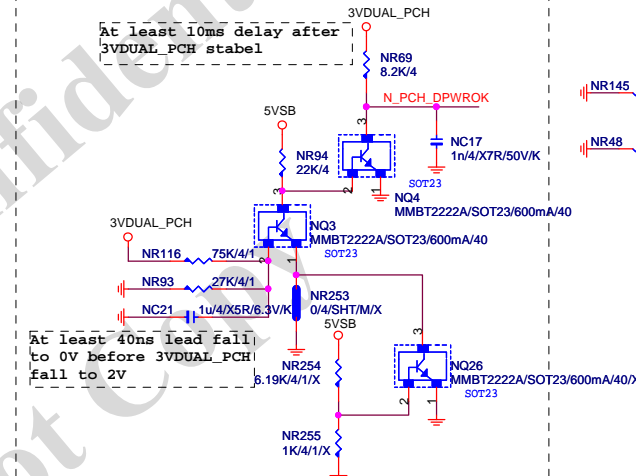 3VDUAL_PCH
At least 10ms delay after
3VDUAL_PCH stabel
NR69
8.2K/4
N_PCH_DPWROK
NR145
5VSB
3
NC17
1n/4/X7R/50V/K
NR48
NR94
22K/4
3
2
1
SOT23
NQ4
MMBT2222A/SOT23/600mA/40
3VDUAL_PCH
NQ3
MMBT2222A/SOT23/600mA/40
SOT23
NR116
75K/4/1
2
1
NR93
27K/4/1
NR253
0/4/SHT/M/X
NC21
1u/4/X5R/6.3V/K
5VSB
At least 40ns lead fall
to 0V before 3VDUAL_PCH
fall to 2V
3
NR254
6.19K/4/1/X
NQ26
MMBT2222A/SOT23/600mA/40/X
SOT23
2
1
NR255
1K/4/1/X
fidenti
ot Copy